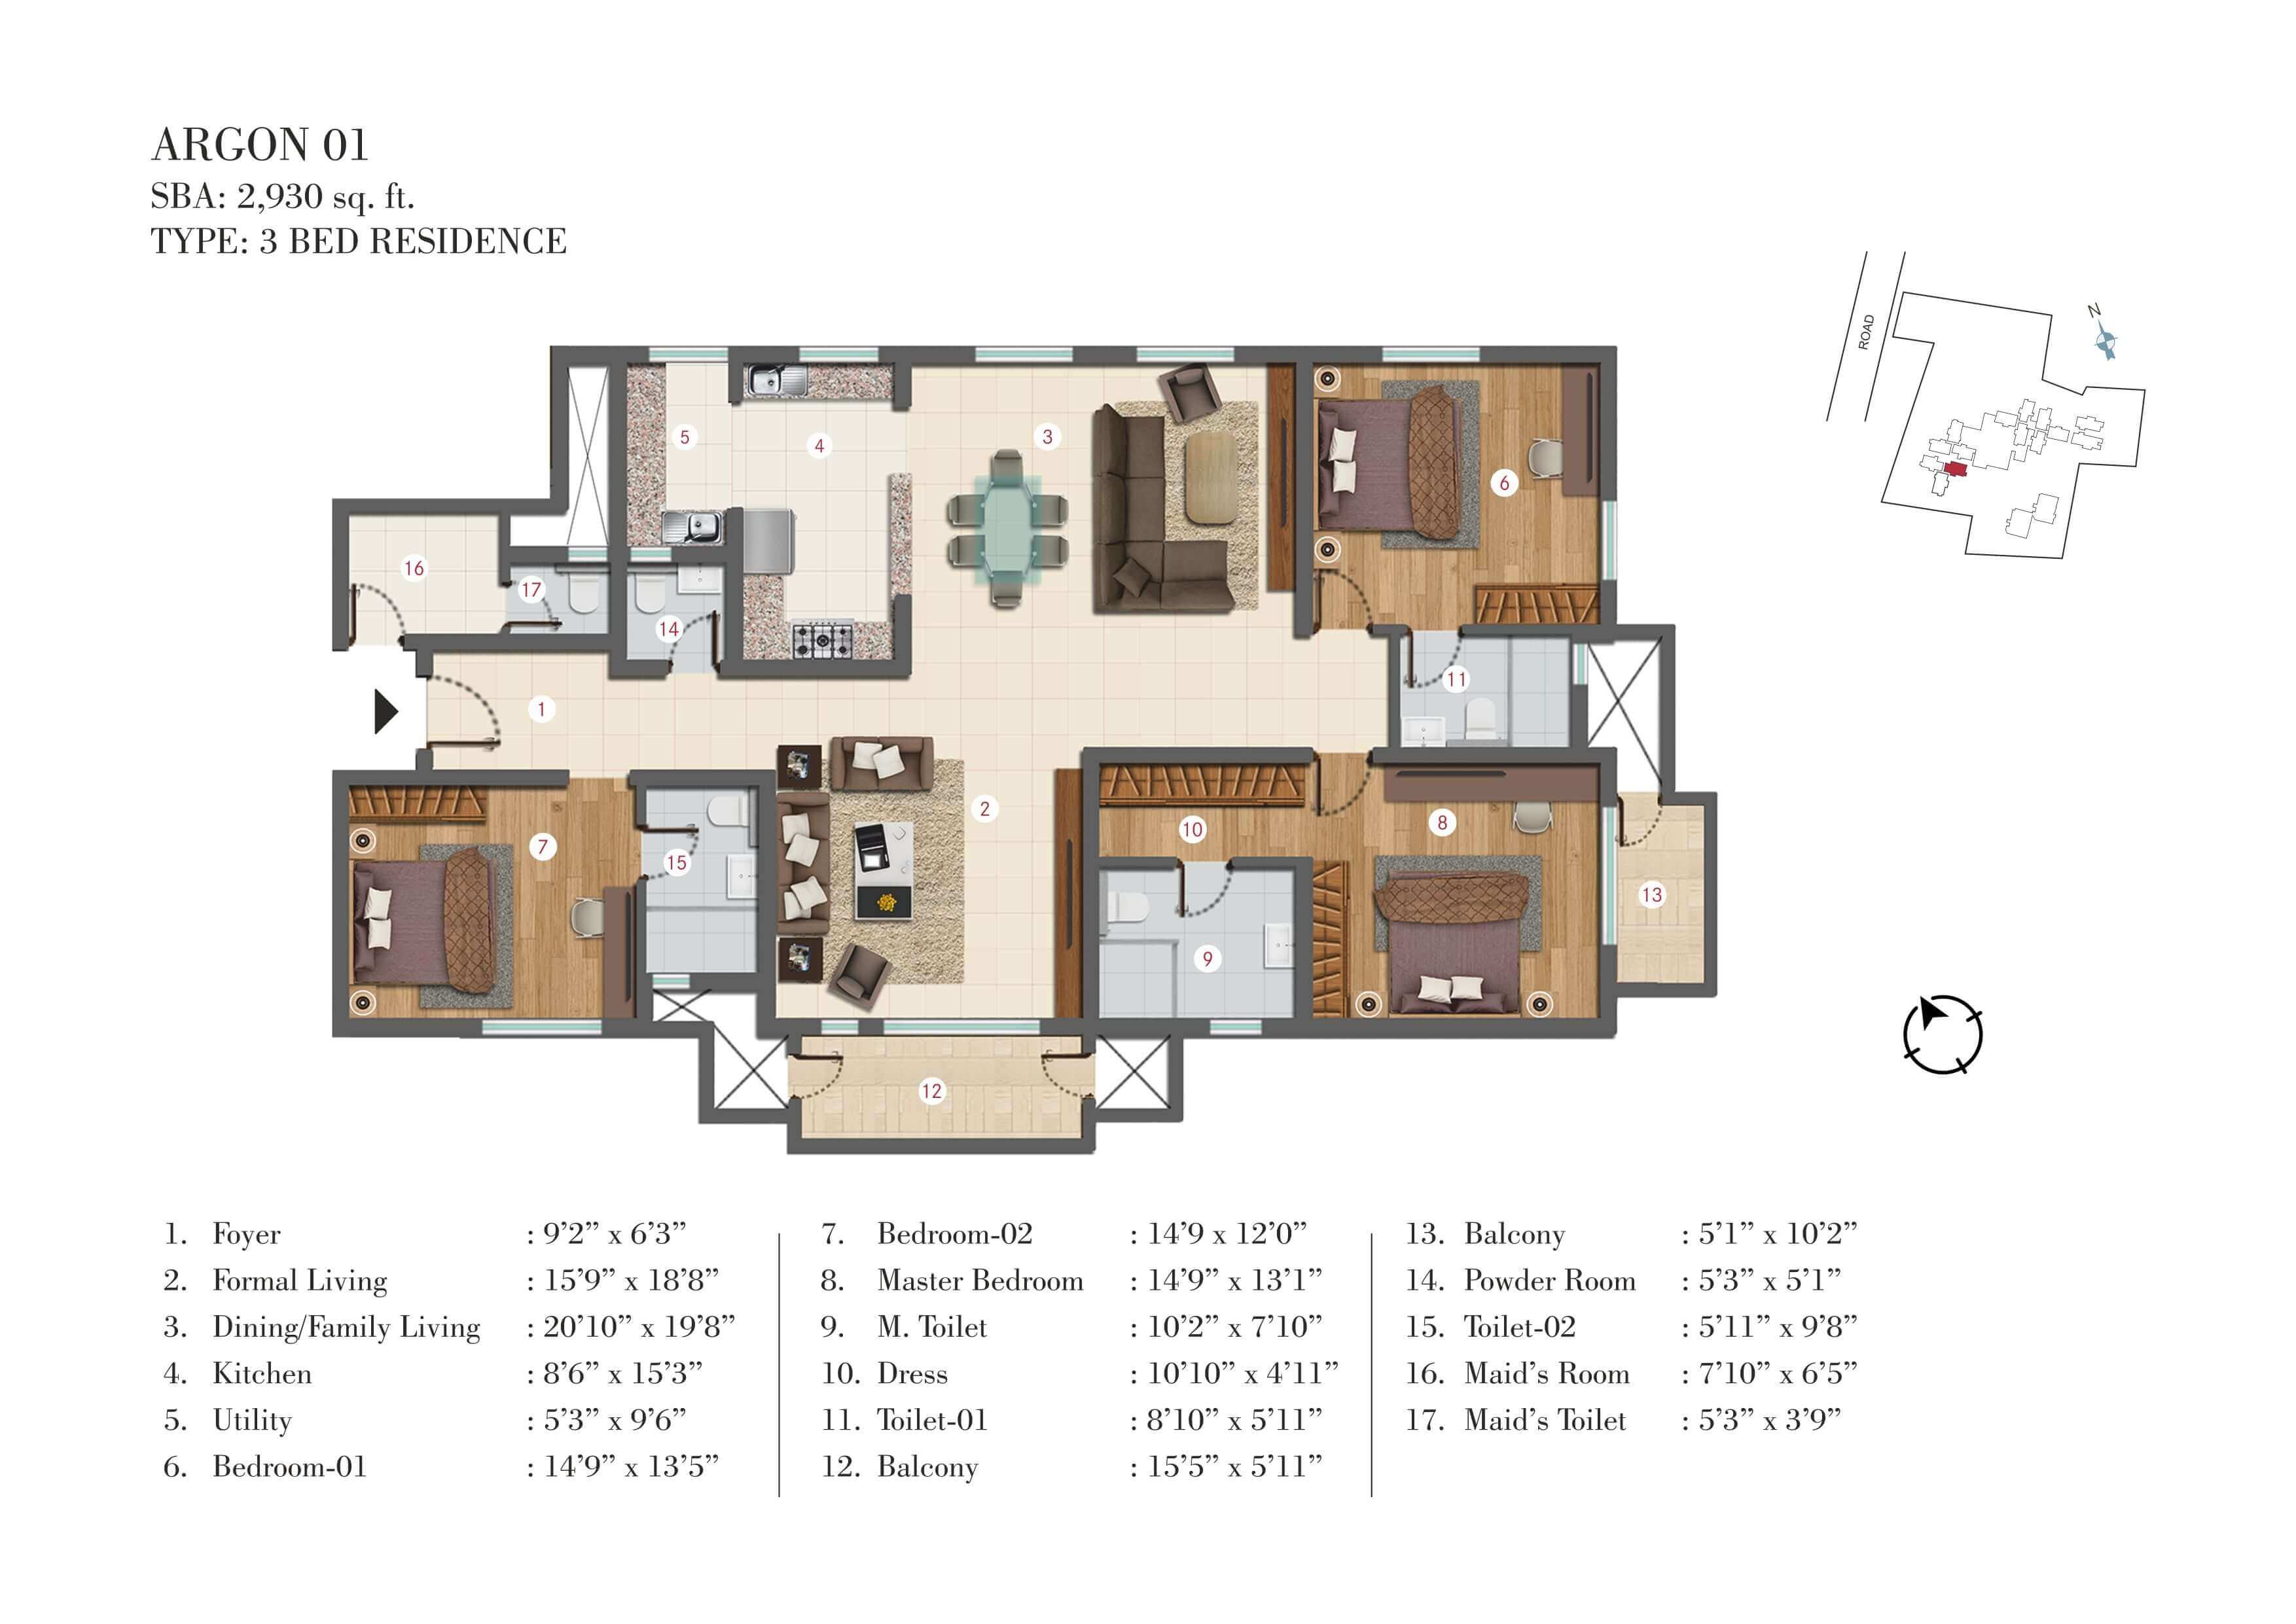 ARGON 01
SBA: 2,930 sq. ft.
TYPE: 3 BED RESIDENCE
ROAD
N
5
4
3
6
16
17
14
11
1
2
7
15
10
8
13
9
12
1. Foyer : 9’2” x 6’3”
2. Formal Living : 15’9” x 18’8”
3. Dining/Family Living : 20’10” x 19’8”
4. Kitchen : 8’6” x 15’3”
5. Utility : 5’3” x 9’6”
6. Bedroom-01 : 14’9” x 13’5”
7. Bedroom-02 : 14’9 x 12’0”
8. Master Bedroom : 14’9” x 13’1”
9. M. Toilet : 10’2” x 7’10”
10. Dress : 10’10” x 4’11”
11. Toilet-01 : 8’10” x 5’11”
12. Balcony : 15’5” x 5’11”
13. Balcony : 5’1” x 10’2”
14. Powder Room : 5’3” x 5’1”
15. Toilet-02 : 5’11” x 9’8”
16. Maid’s Room : 7’10” x 6’5”
17. Maid’s Toilet : 5’3” x 3’9”